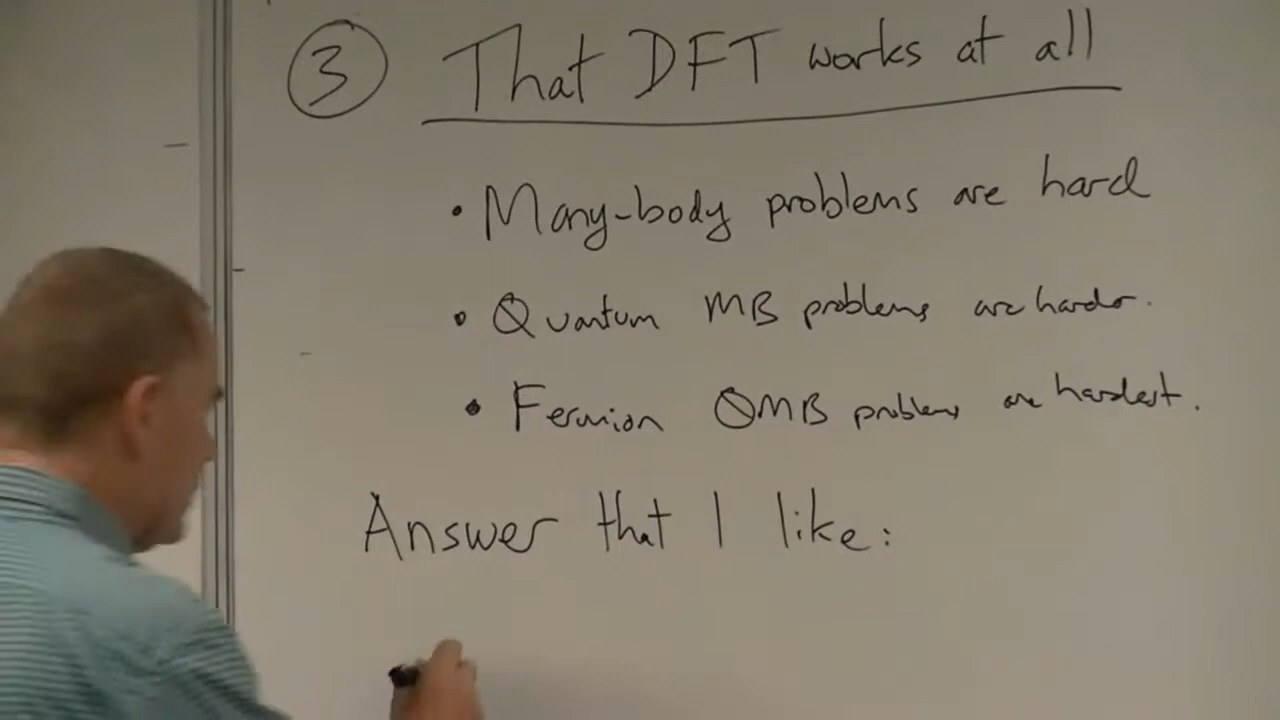 ③ That DFT works at all
• Many-body problems are hard
• Quantum MB problems are harder.
• Fermion QMB problems are hardest.
Answer that I like: